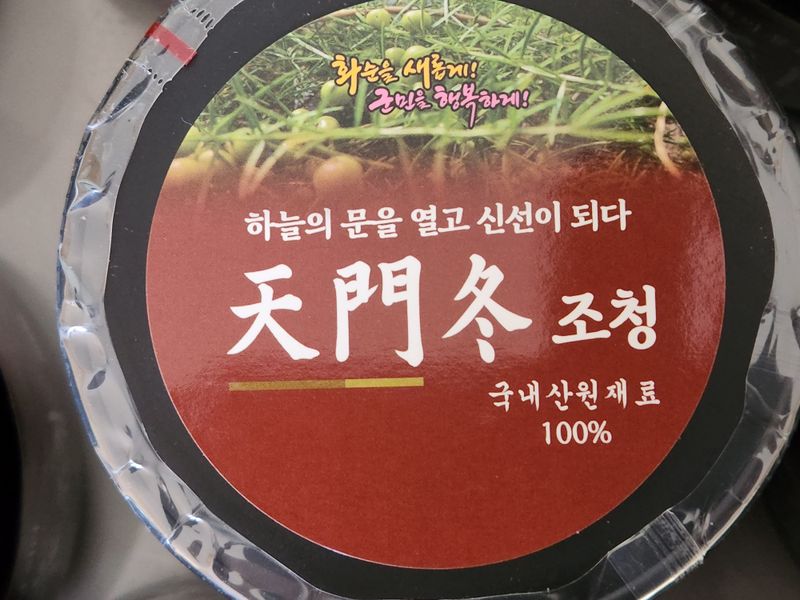 화순을 새롭게!
군민을 행복하게!
하늘의 문을 열고 신선이 되다
天門冬 조청
국내산원재료
100%